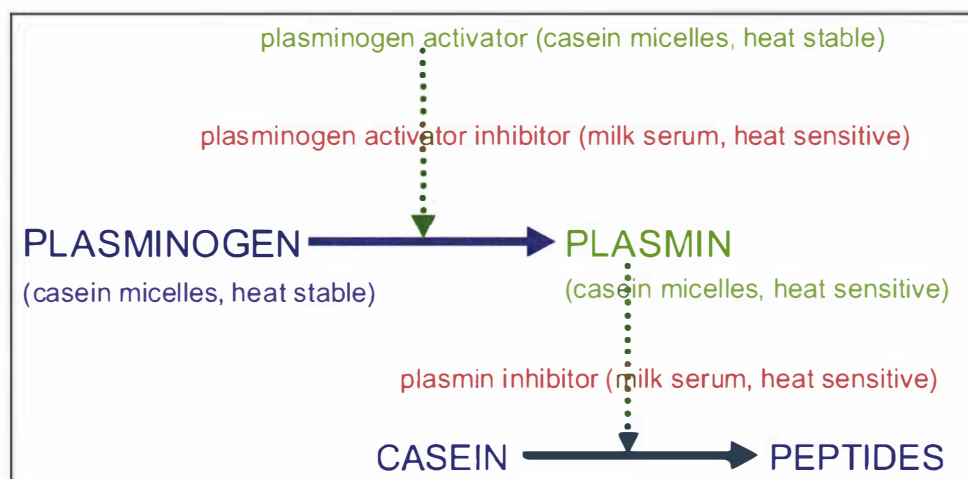 plasminogen activator (casein micelles, heat stable)
plasminogen activator inhibitor (milk serum, heat sensitive)
PLASMINOGEN PLASMIN
(casein micelles, heat stable) (casein micelles, heat sensitive)
plasmin inhibitor (milk serum, heat sensitive)
CASEIN PEPTIDES